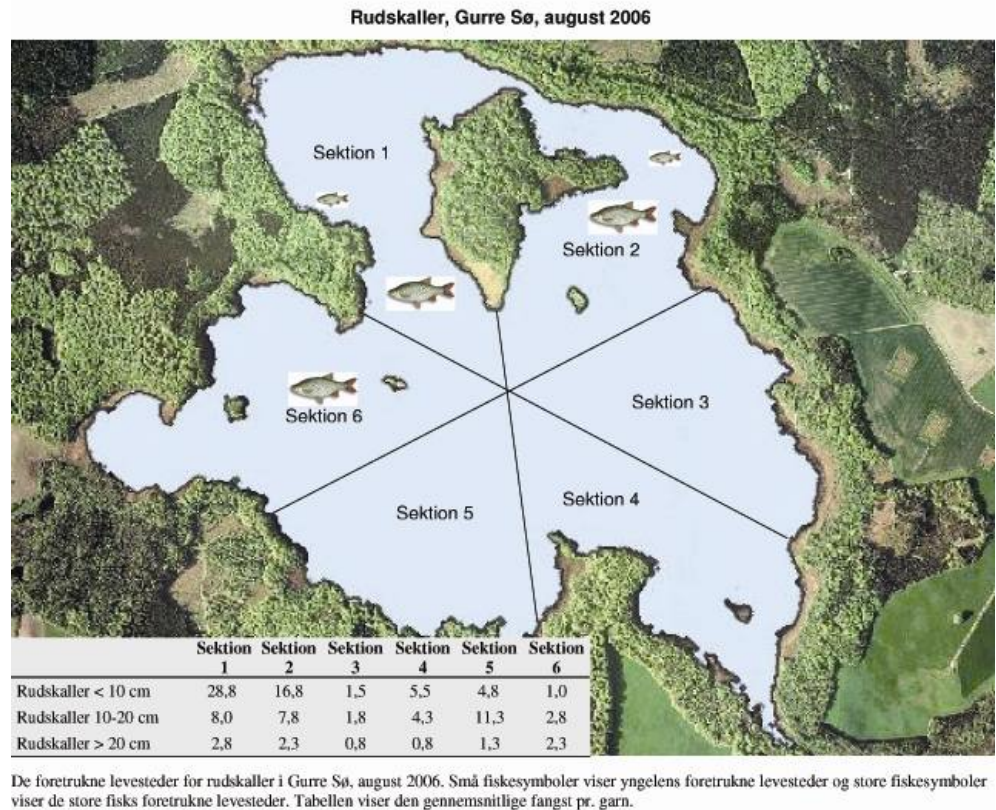 Rudskaller, Gurre Sø, august 2006
Sektion 1
Sektion 2
Sektion 6
Sektion 3
Sektion 5
Sektion 4
Sektion 1 Sektion 2 Sektion 3 Sektion 4 Sektion 5 Sektion 6
Rudskaller < 10 cm 28,8 16,8 1,5 5,5 4,8 1,0
Rudskaller 10-20 cm 8,0 7,8 1,8 4,3 11,3 2,8
Rudskaller > 20 cm 2,8 2,3 0,8 0,8 1,3 2,3
De foretrukne levesteder for rudskaller i Gurre Sø, august 2006. Små fiskesymboler viser yngelens foretrukne levesteder og store fiskesymboler
viser de store fisks foretrukne levesteder. Tabellen viser den gennemsnitlige fangst pr. garn.